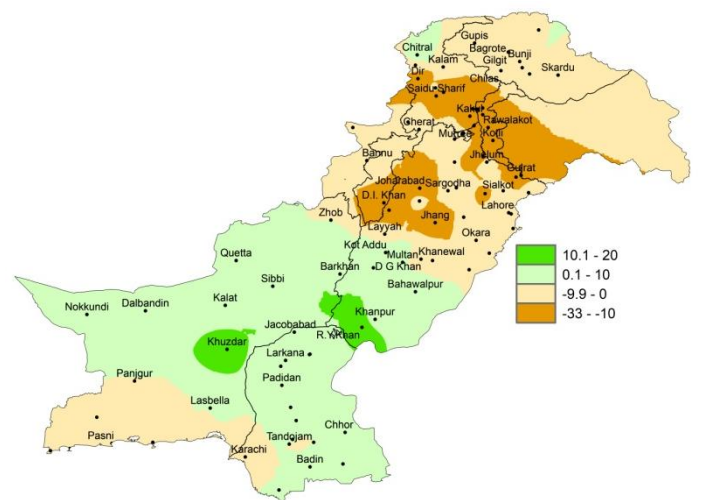 Gupis
Chitral
Bagrote
Bunji
Kalam
Gilgit
Skardu
Dir
Chilas
Saidu Sharif
Rawalakot
Cherat
Kotli
Bannu
Jhelum
Gujrat
Joharabad
Sargodha
Sialkot
D.I. Khan
Zhob
Jhang
Lahore
Layyah
Okara
Kot Addu
Khanewal
Quetta
Multan
Barkhan
D G Khan
Sibbi
Bahawalpur
Nokkundi
Dalbandin
Kalat
Khanpur
Jacobabad
R.Y.Khan
Khuzdar
Larkana
Panjgur
Padidan
Lasbella
Chhor
Pasni
Tandojam
Karachi
Badin
10.1 - 20
0.1 - 10
-9.9 - 0
-33 - -10